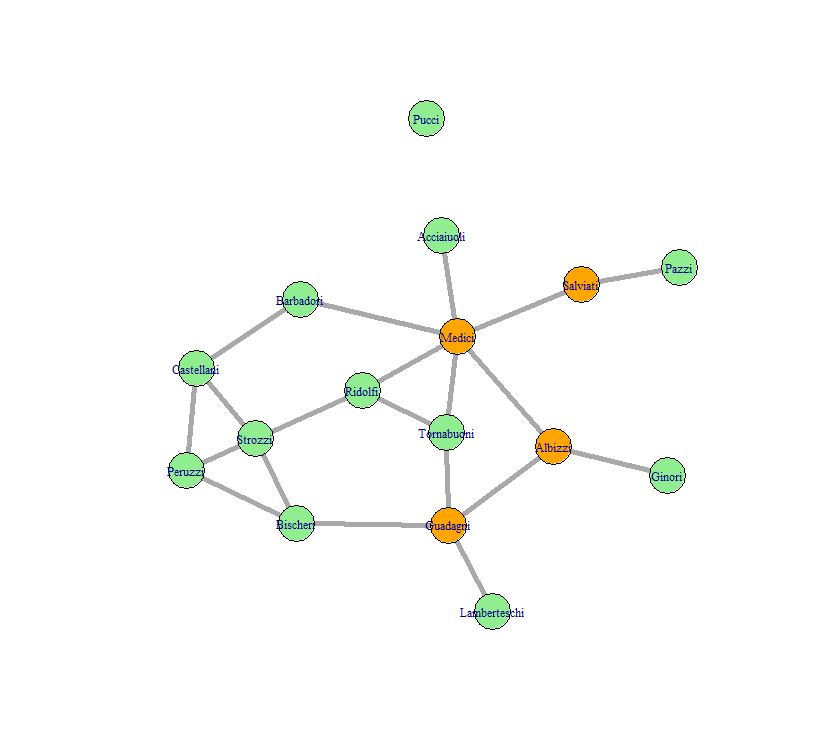 Pucci
Acciaiuoli
Pazzi
Salviati
Barbadori
Medici
Castellani
Ridolfi
Tornabuoni
Strozzi
Albizzi
Peruzzi
Ginori
Bischeri
Guadagni
Lamberteschi